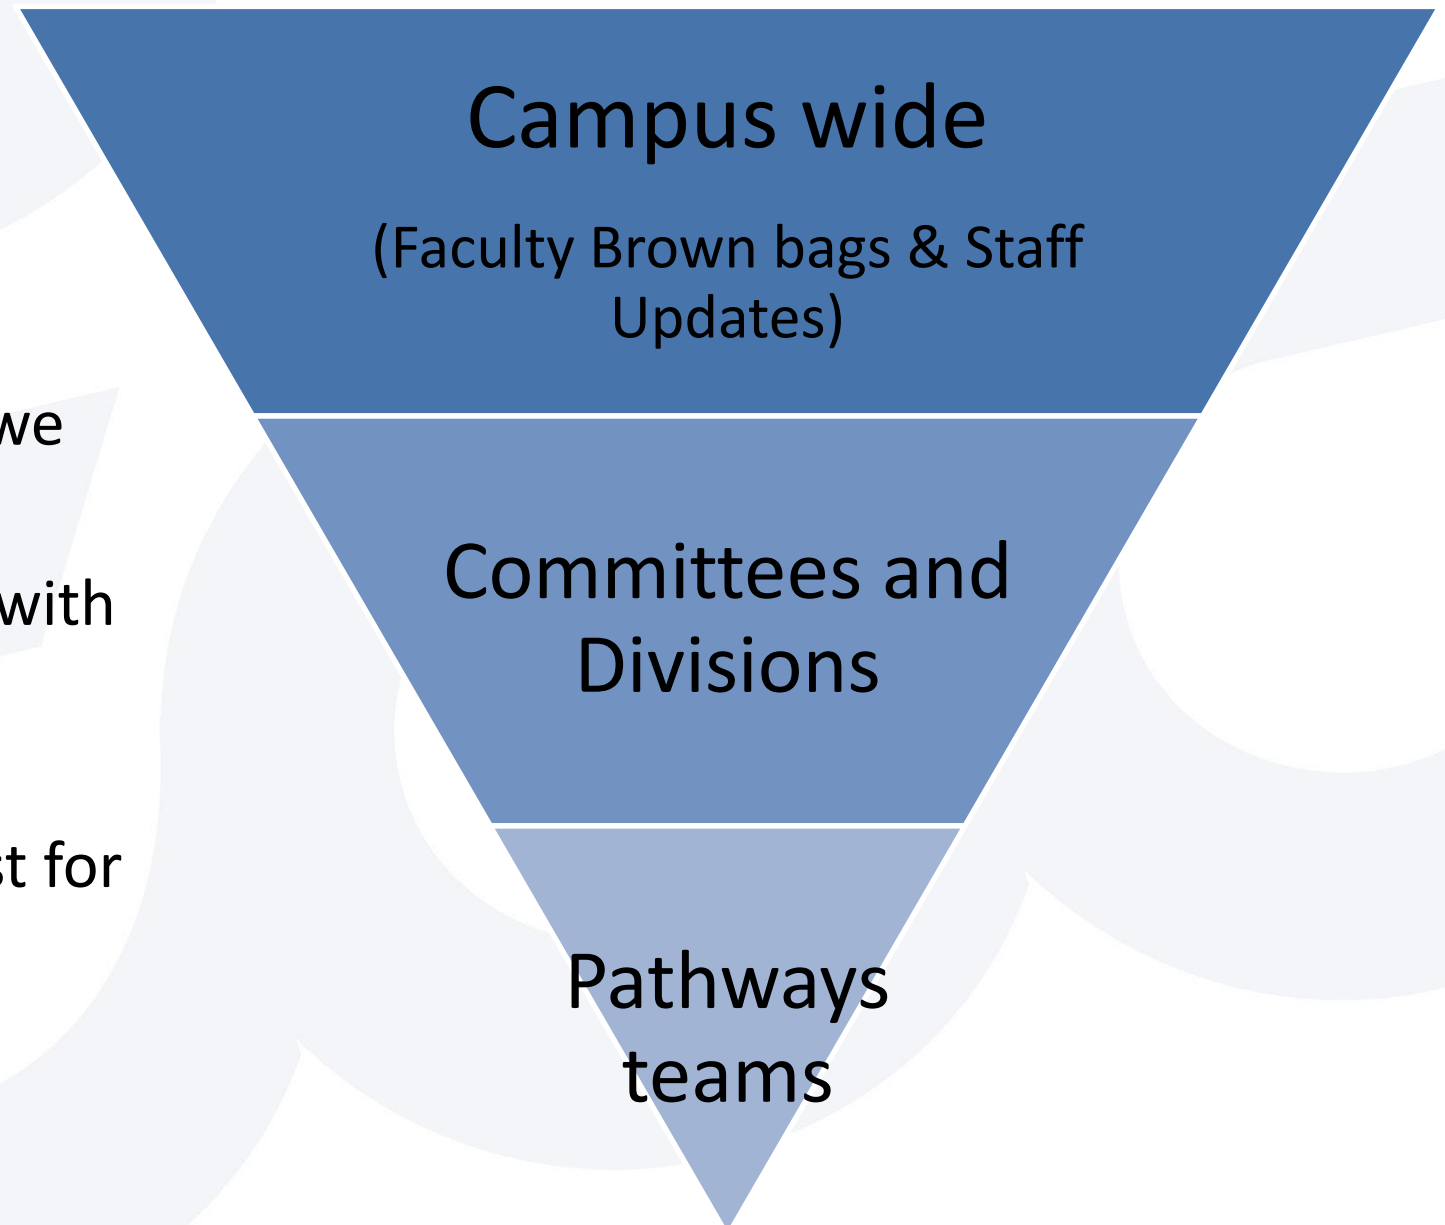 Campus wide
(Faculty Brown bags & Staff
Updates)
we
with
for
Committees and
Divisions
Pathways
teams